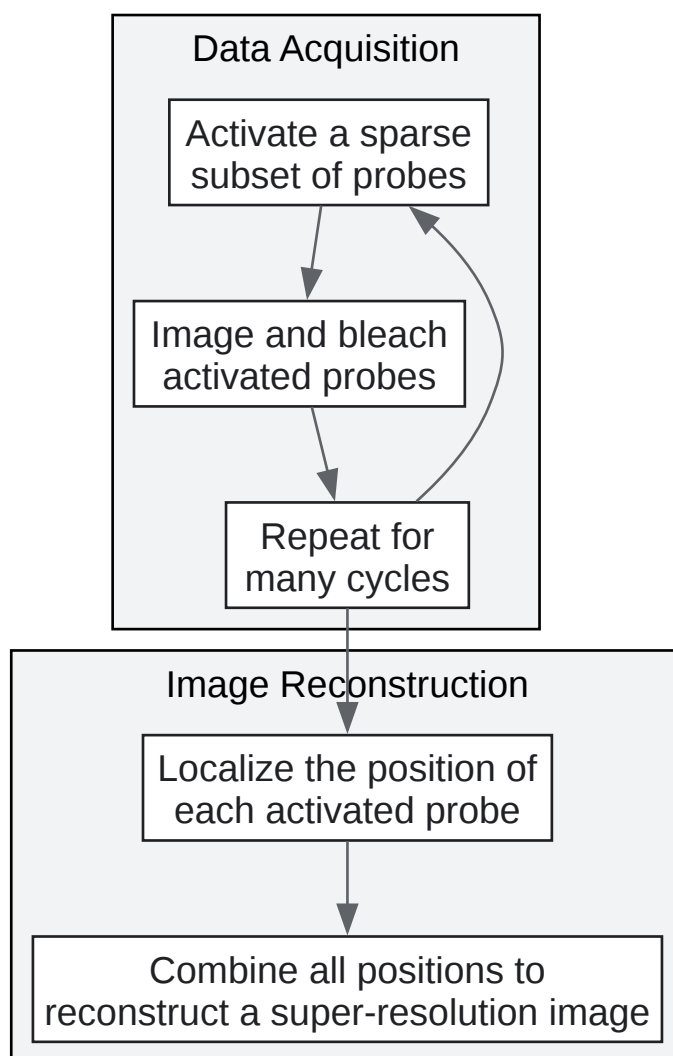 Data Acquisition
Activate a sparse
subset of probes
Image and bleach
activated probes
Repeat for
many cycles
Image Reconstruction
Localize the position of
each activated probe
Combine all positions to
reconstruct a super-resolution image